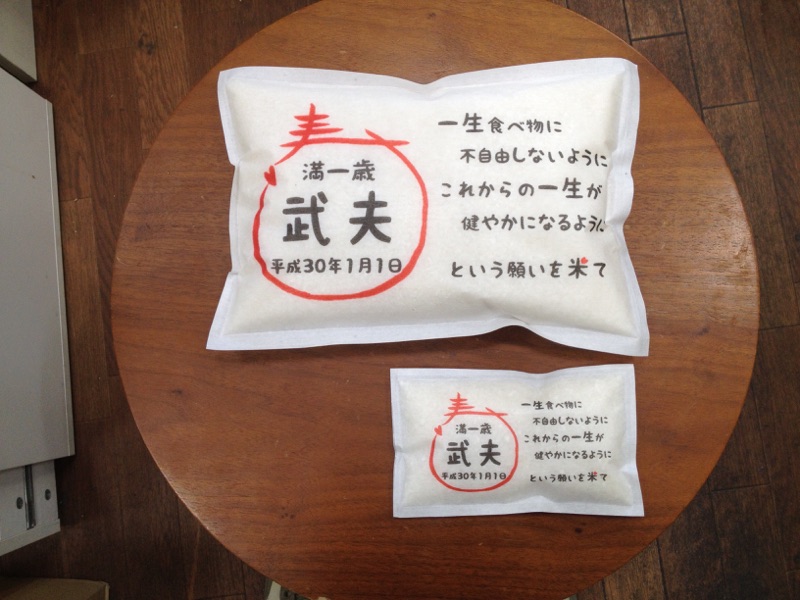 寿
満一歳
武夫
平成30年1月1日
一生食べ物に
不自由しないように
これからの一生が
健やかになるように
という願いを米て
寿
満一歳
武夫
平成30年1月1日
一生食べ物に
不自由しないように
これからの一生が
健やかになるように
という願いを米て